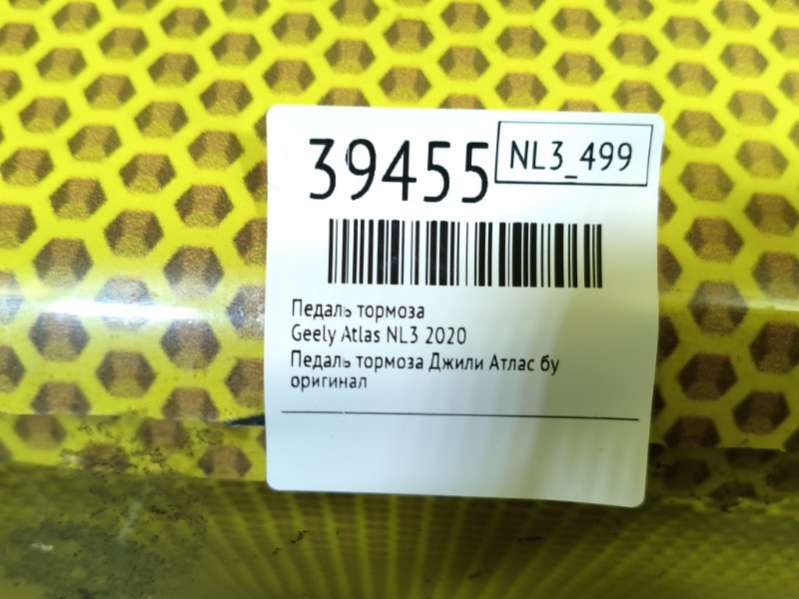 39455
NL3_499
Педаль тормоза
Geely Atlas NL3 2020
Педаль тормоза Джили Атлас бу
оригинал